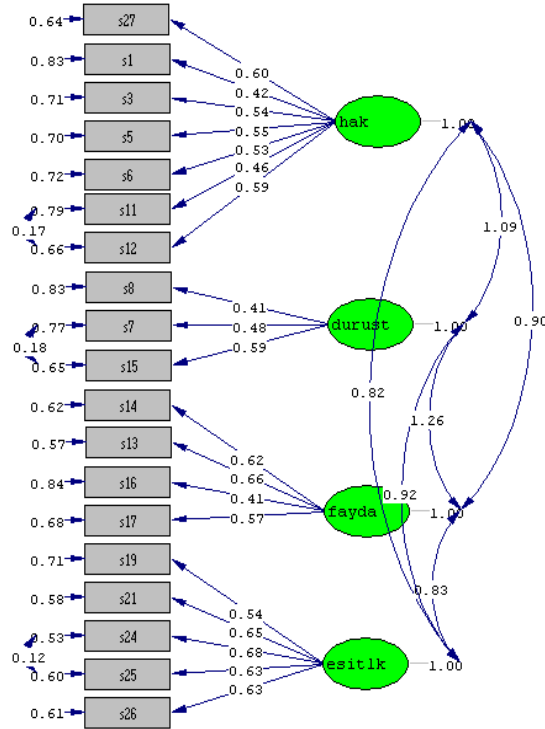 0.64 s27
0.83 s1
0.60
0.42
0.71 s3
0.54
hak 1.00
0.70 s5
0.55
0.72 s6
0.53
0.46
0.79 s11
0.59
0.17
0.66 s12
1.09
0.83 s8
0.41
0.77 s7
0.48
durust 1.00
0.90
0.18
0.65 s15
0.59
0.82
0.62 s14
1.26
0.57 s13
0.62
0.66
0.84 s16
0.41
0.92
fayda 1.00
0.68 s17
0.57
0.71 s19
0.54
0.83
0.58 s21
0.65
0.53 s24
0.68
0.12
esitlk 1.00
0.60 s25
0.63
0.63
0.61 s26